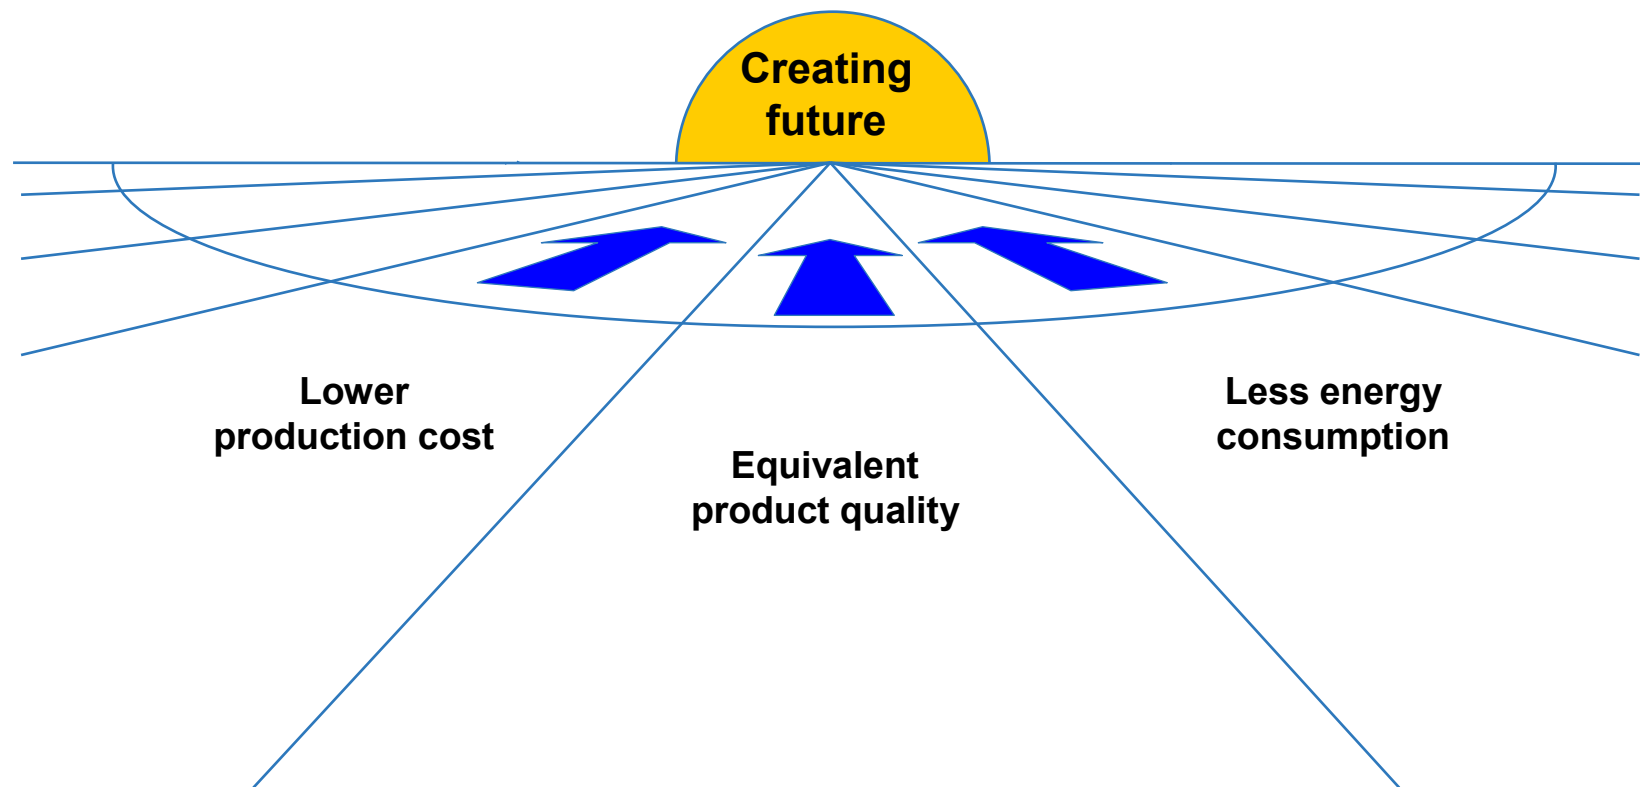 Creating
future
Lower
production cost
Equivalent
product quality
Less energy
consumption